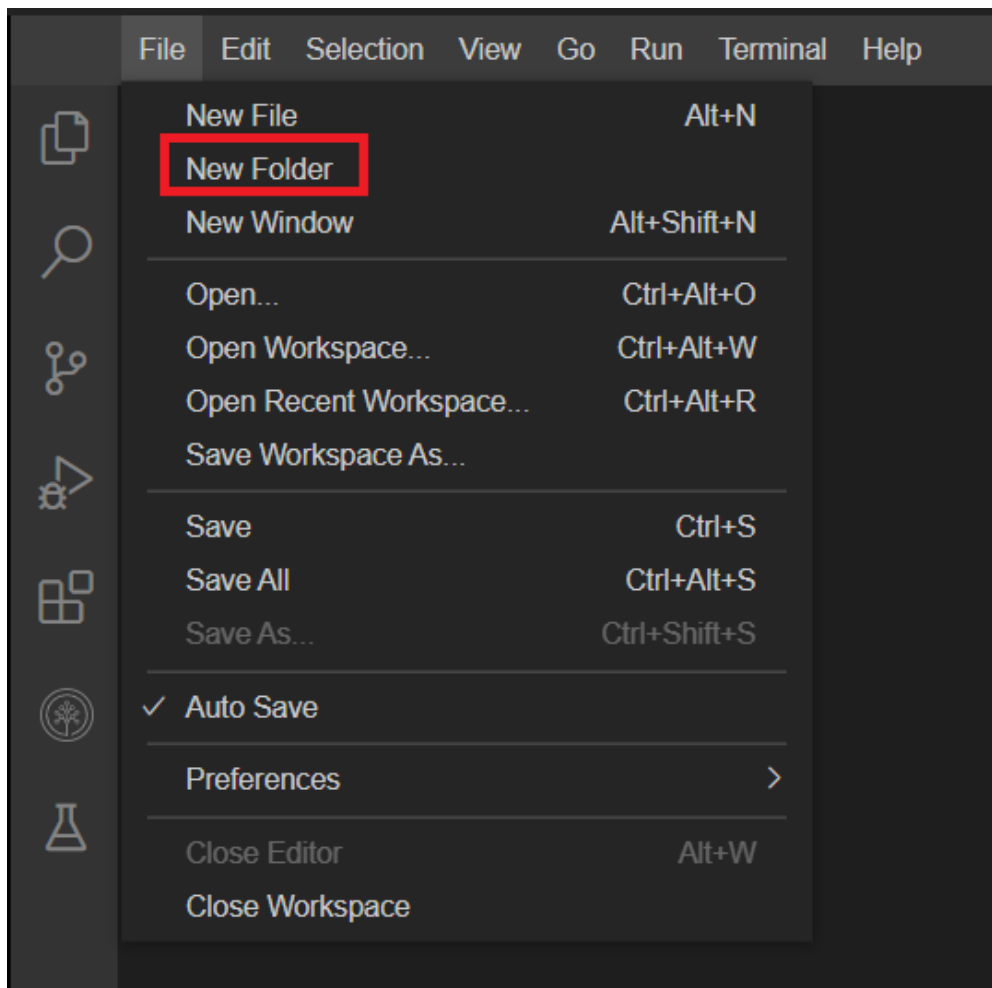 File Edit Selection View Go Run Terminal Help
New File Alt+N
New Folder
New Window Alt+Shift+N
Open... Ctrl+Alt+O
Open Workspace... Ctrl+Alt+W
Open Recent Workspace... Ctrl+Alt+R
Save Workspace As...
Save Ctrl+S
Save All Ctrl+Alt+S
Save As... Ctrl+Shift+S
Auto Save
Preferences
Close Editor Alt+W
Close Workspace